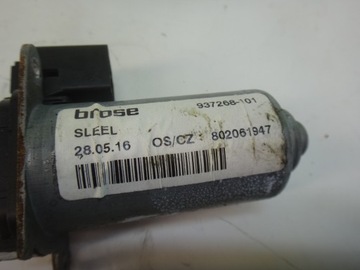 brose 937268-101
SLEEL
28.05.16 OS/CZ : 802061947